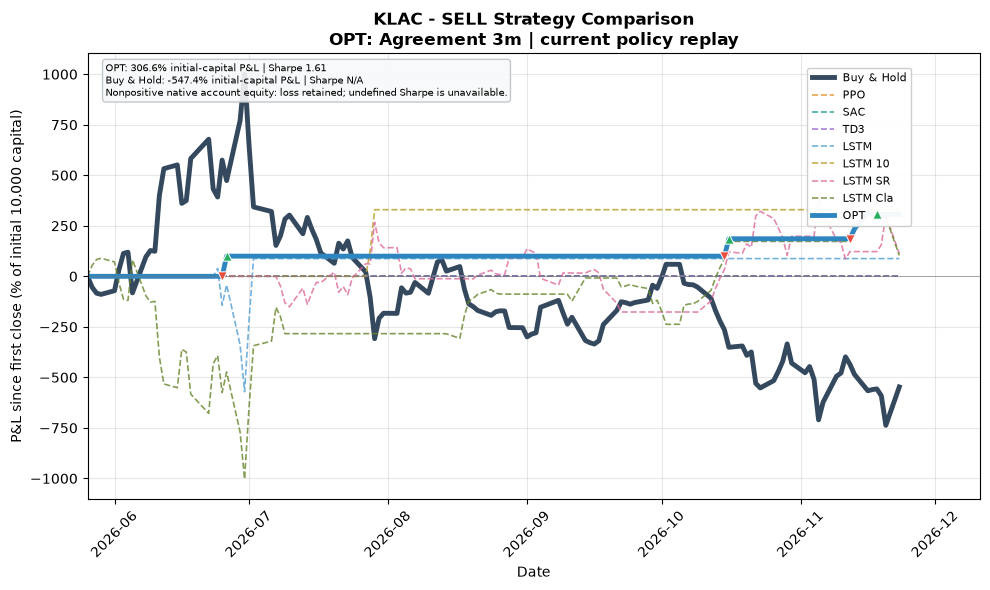 KLAC - SELL Strategy Comparison
OPT: Agreement 3m | current policy replay
OPT: 306.6% initial-capital P&L | Sharpe 1.61
Buy & Hold: -547.4% initial-capital P&L | Sharpe N/A
Nonpositive native account equity: loss retained; undefined Sharpe is unavailable.
Buy & Hold
PPO
SAC
TD3
LSTM
LSTM 10
LSTM SR
LSTM Cla
OPT
P&L since first close (% of initial 10,000 capital)
1000
750
500
250
0
−250
−500
−750
−1000
2026-06
2026-07
2026-08
2026-09
2026-10
2026-11
2026-12
Date